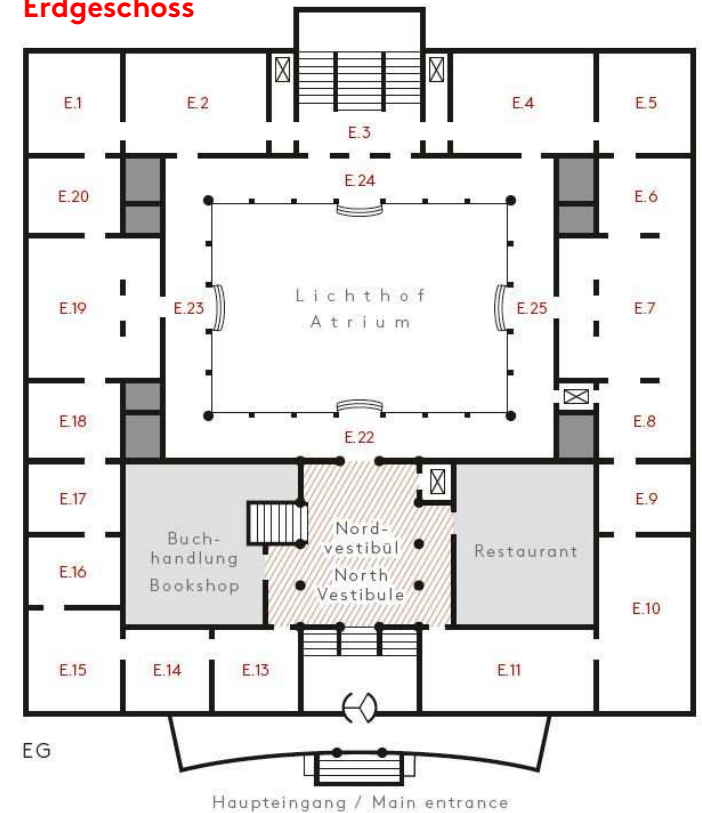 Erdgeschoss
E.1
E.2
E.3
E.4
E.5
E.20
E.24
E.6
E.19
E.23
Lichthof
Atrium
E.25
E.7
E.18
E.22
E.8
E.17
E.9
Buch-
handlung
Bookshop
Nord-
vestibül
North
Vestibule
Restaurant
E.16
E.10
E.15
E.14
E.13
E.11
EG
Haupteingang / Main entrance